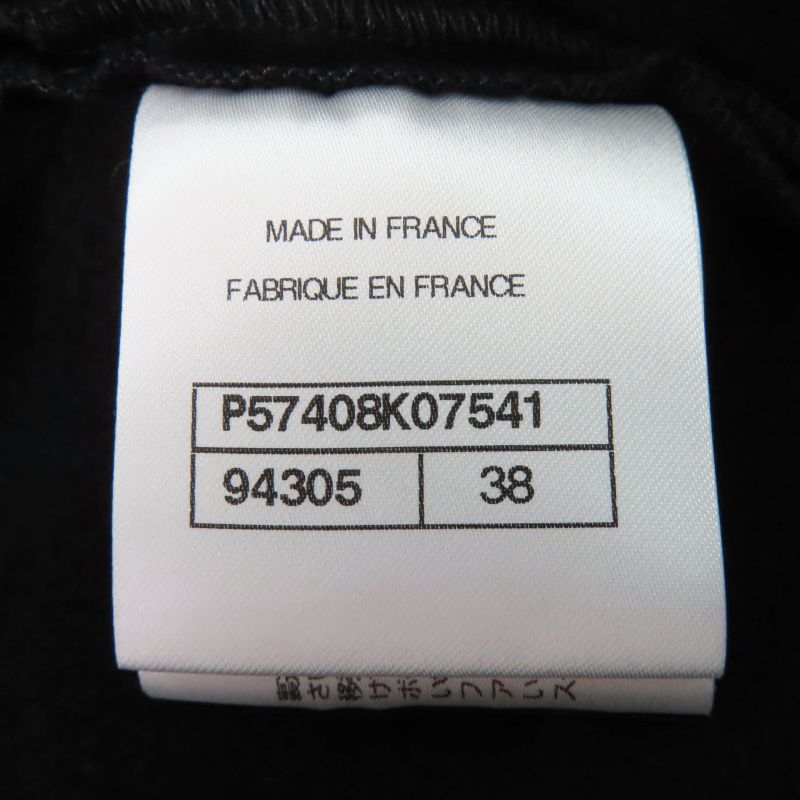 MADE IN FRANCE
FABRIQUE EN FRANCE
P57408K07541
94305 38